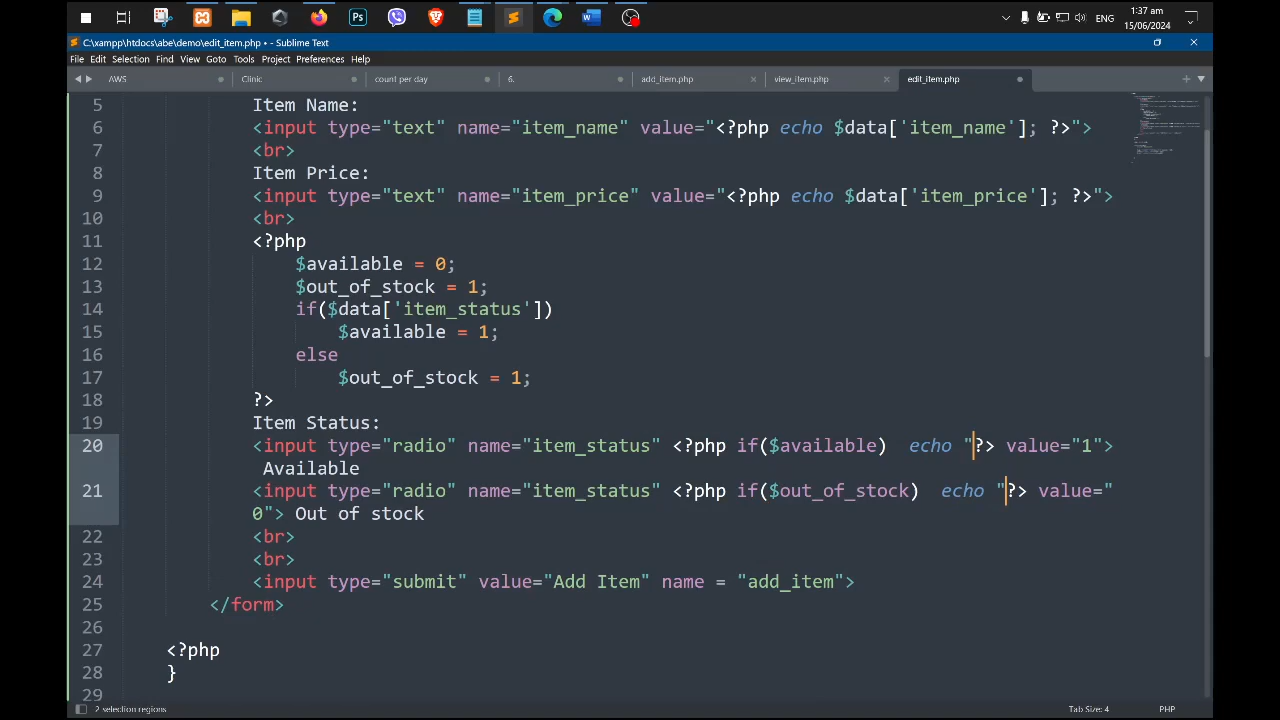 1:37 am
ENG
15/06/2024
C:\xampp\htdocs\abe\demo\edit_item.php • - Sublime Text
File Edit Selection Find View Goto Tools Project Preferences Help
AWS Clinic count per day 6. add_item.php view_item.php edit_item.php
5 Item Name:
6 <input type="text" name="item_name" value="<?php echo $data['item_name']; ?>">
7 <br>
8 Item Price:
9 <input type="text" name="item_price" value="<?php echo $data['item_price']; ?>">
10 <br>
11 <?php
12 $available = 0;
13 $out_of_stock = 1;
14 if($data['item_status'])
15 $available = 1;
16 else
17 $out_of_stock = 1;
18 ?>
19 Item Status:
20 <input type="radio" name="item_status" <?php if($available)  echo "?> value="1">
Available
21 <input type="radio" name="item_status" <?php if($out_of_stock)  echo "?> value="
0"> Out of stock
22 <br>
23 <br>
24 <input type="submit" value="Add Item" name = "add_item">
25 </form>
26
27 <?php
28 }
29
2 selection regions
Tab Size: 4
PHP